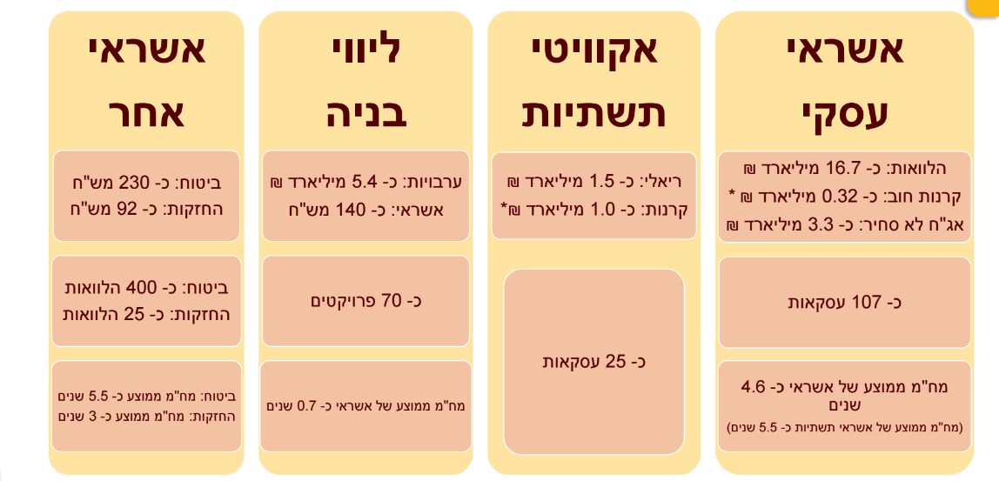 אשראי
עסקי
הלוואות: כ- 16.7 מיליארד ₪
קרנות חוב: כ- 0.32 מיליארד ₪ *
אג"ח לא סחיר: כ- 3.3 מיליארד ₪
כ- 107 עסקאות
מח"מ ממוצע של אשראי כ- 4.6
שנים
(מח"מ ממוצע של אשראי תשתיות כ- 5.5 שנים)
אקוויטי
תשתיות
ריאלי: כ- 1.5 מיליארד ₪
קרנות: כ- 1.0 מיליארד ₪*
כ- 25 עסקאות
ליווי
בניה
ערבויות: כ- 5.4 מיליארד ₪
אשראי: כ- 140 מש"ח
כ- 70 פרויקטים
מח"מ ממוצע של אשראי כ- 0.7 שנים
אשראי
אחר
ביטוח: כ- 230 מש"ח
החזקות: כ- 92 מש"ח
ביטוח: כ- 400 הלוואות
החזקות: כ- 25 הלוואות
ביטוח: מח"מ ממוצע כ- 5.5 שנים
החזקות: מח"מ ממוצע כ- 3 שנים